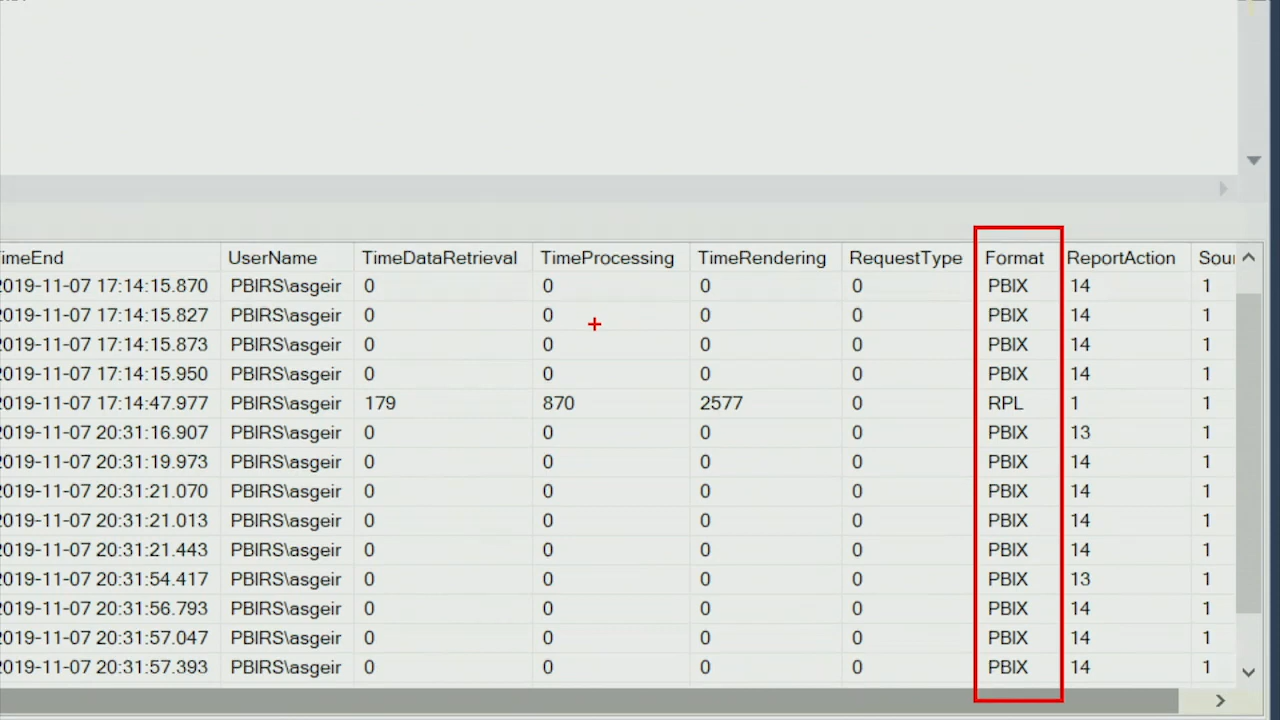 TimeEnd UserName TimeDataRetrieval TimeProcessing TimeRendering RequestType Format ReportAction Sour
2019-11-07 17:14:15.870 PBIRS\asgeir 0 0 0 0 PBIX 14 1
2019-11-07 17:14:15.827 PBIRS\asgeir 0 0 0 0 PBIX 14 1
2019-11-07 17:14:15.873 PBIRS\asgeir 0 0 0 0 PBIX 14 1
2019-11-07 17:14:15.950 PBIRS\asgeir 0 0 0 0 PBIX 14 1
2019-11-07 17:14:47.977 PBIRS\asgeir 179 870 2577 0 RPL 1 1
2019-11-07 20:31:16.907 PBIRS\asgeir 0 0 0 0 PBIX 13 1
2019-11-07 20:31:19.973 PBIRS\asgeir 0 0 0 0 PBIX 14 1
2019-11-07 20:31:21.070 PBIRS\asgeir 0 0 0 0 PBIX 14 1
2019-11-07 20:31:21.013 PBIRS\asgeir 0 0 0 0 PBIX 14 1
2019-11-07 20:31:21.443 PBIRS\asgeir 0 0 0 0 PBIX 14 1
2019-11-07 20:31:54.417 PBIRS\asgeir 0 0 0 0 PBIX 13 1
2019-11-07 20:31:56.793 PBIRS\asgeir 0 0 0 0 PBIX 14 1
2019-11-07 20:31:57.047 PBIRS\asgeir 0 0 0 0 PBIX 14 1
2019-11-07 20:31:57.393 PBIRS\asgeir 0 0 0 0 PBIX 14 1